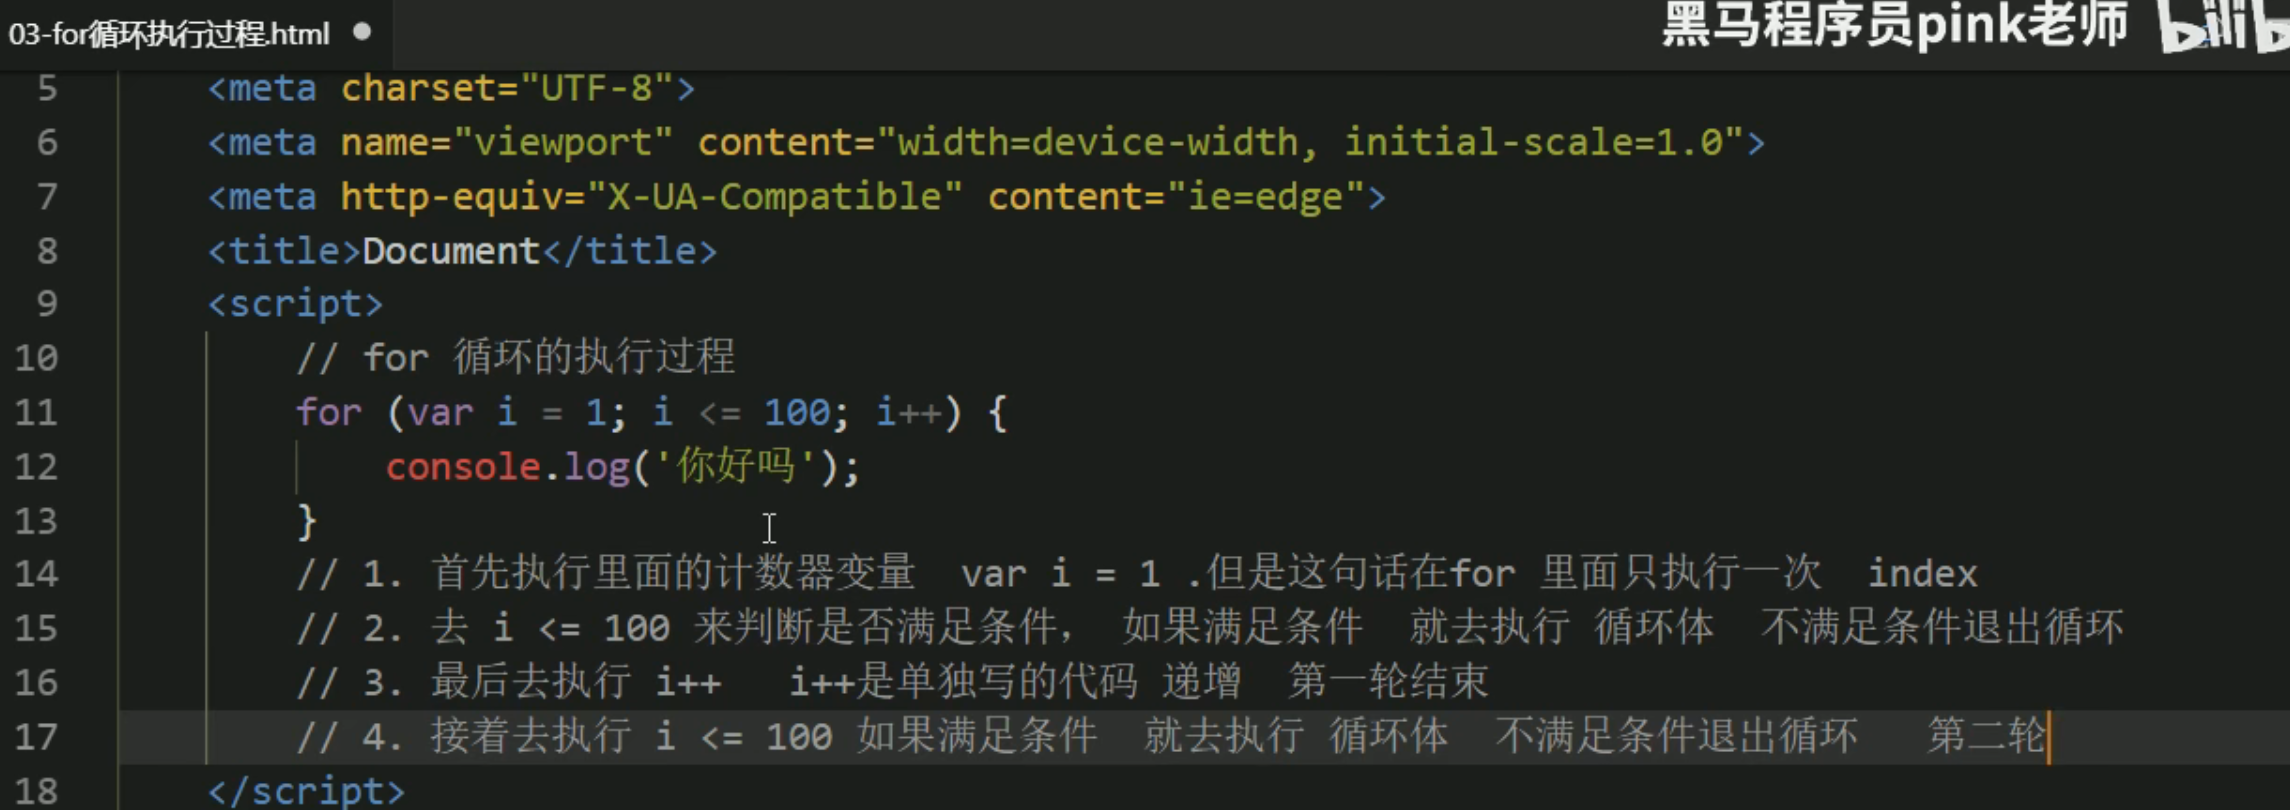 03-for循环执行过程.html
黑马程序员pink老师 bilib
5 <meta charset="UTF-8">
6 <meta name="viewport" content="width=device-width, initial-scale=1.0">
7 <meta http-equiv="X-UA-Compatible" content="ie=edge">
8 <title>Document</title>
9 <script>
10 // for 循环的执行过程
11 for (var i = 1; i <= 100; i++) {
12 console.log('你好吗');
13 }
14 // 1. 首先执行里面的计数器变量 var i = 1 .但是这句话在for 里面只执行一次 index
15 // 2. 去 i <= 100 来判断是否满足条件， 如果满足条件 就去执行 循环体 不满足条件退出循环
16 // 3. 最后去执行 i++ i++是单独写的代码 递增 第一轮结束
17 // 4. 接着去执行 i <= 100 如果满足条件 就去执行 循环体 不满足条件退出循环 第二轮
18 </script>